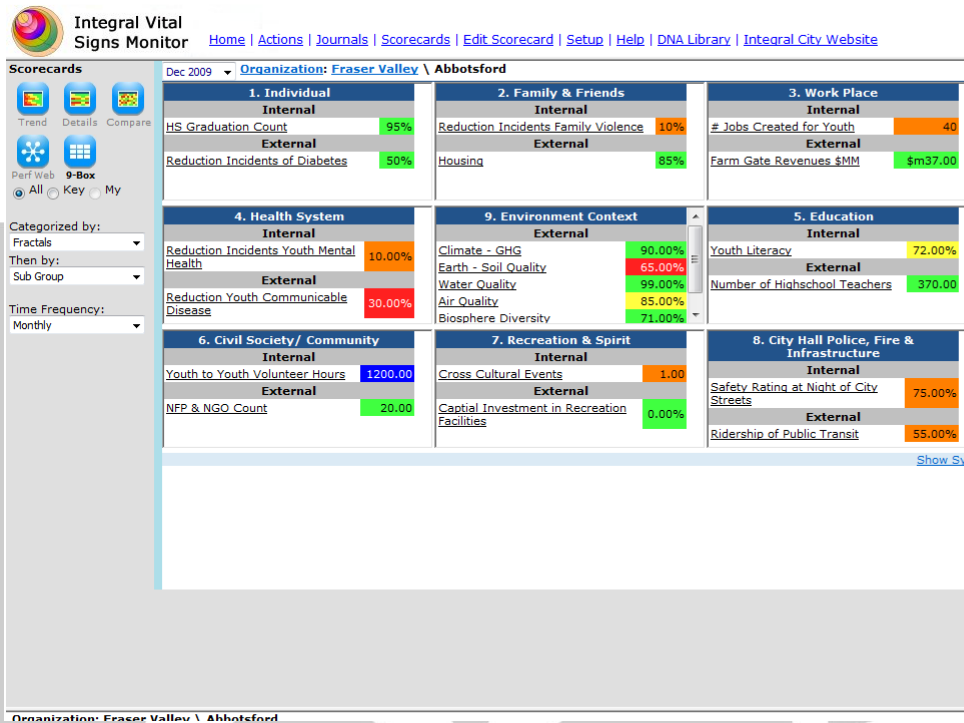 Integral Vital
Signs Monitor
Home | Actions | Journals | Scorecards | Edit Scorecard | Setup | Help | DNA Library | Integral City Website
Scorecards
Trend Details Compare
Perf Web 9-Box
All Key My
Categorized by:
Fractals
Then by:
Sub Group
Time Frequency:
Monthly
Dec 2009 Organization: Fraser Valley \ Abbotsford
1. Individual
Internal
HS Graduation Count 95%
External
Reduction Incidents of Diabetes 50%
2. Family & Friends
Internal
Reduction Incidents Family Violence 10%
External
Housing 85%
3. Work Place
Internal
# Jobs Created for Youth 40
External
Farm Gate Revenues $MM $m37.00
4. Health System
Internal
Reduction Incidents Youth Mental
Health 10.00%
External
Reduction Youth Communicable
Disease 30.00%
9. Environment Context
External
Climate - GHG 90.00%
Earth - Soil Quality 65.00%
Water Quality 99.00%
Air Quality 85.00%
Biosphere Diversity 71.00%
5. Education
Internal
Youth Literacy 72.00%
External
Number of Highschool Teachers 370.00
6. Civil Society/ Community
Internal
Youth to Youth Volunteer Hours 1200.00
External
NFP & NGO Count 20.00
7. Recreation & Spirit
Internal
Cross Cultural Events 1.00
External
Captial Investment in Recreation
Facilities 0.00%
8. City Hall Police, Fire &
Infrastructure
Internal
Safety Rating at Night of City
Streets 75.00%
External
Ridership of Public Transit 55.00%
Show Sy
Organization: Fraser Valley \ Abbotsford